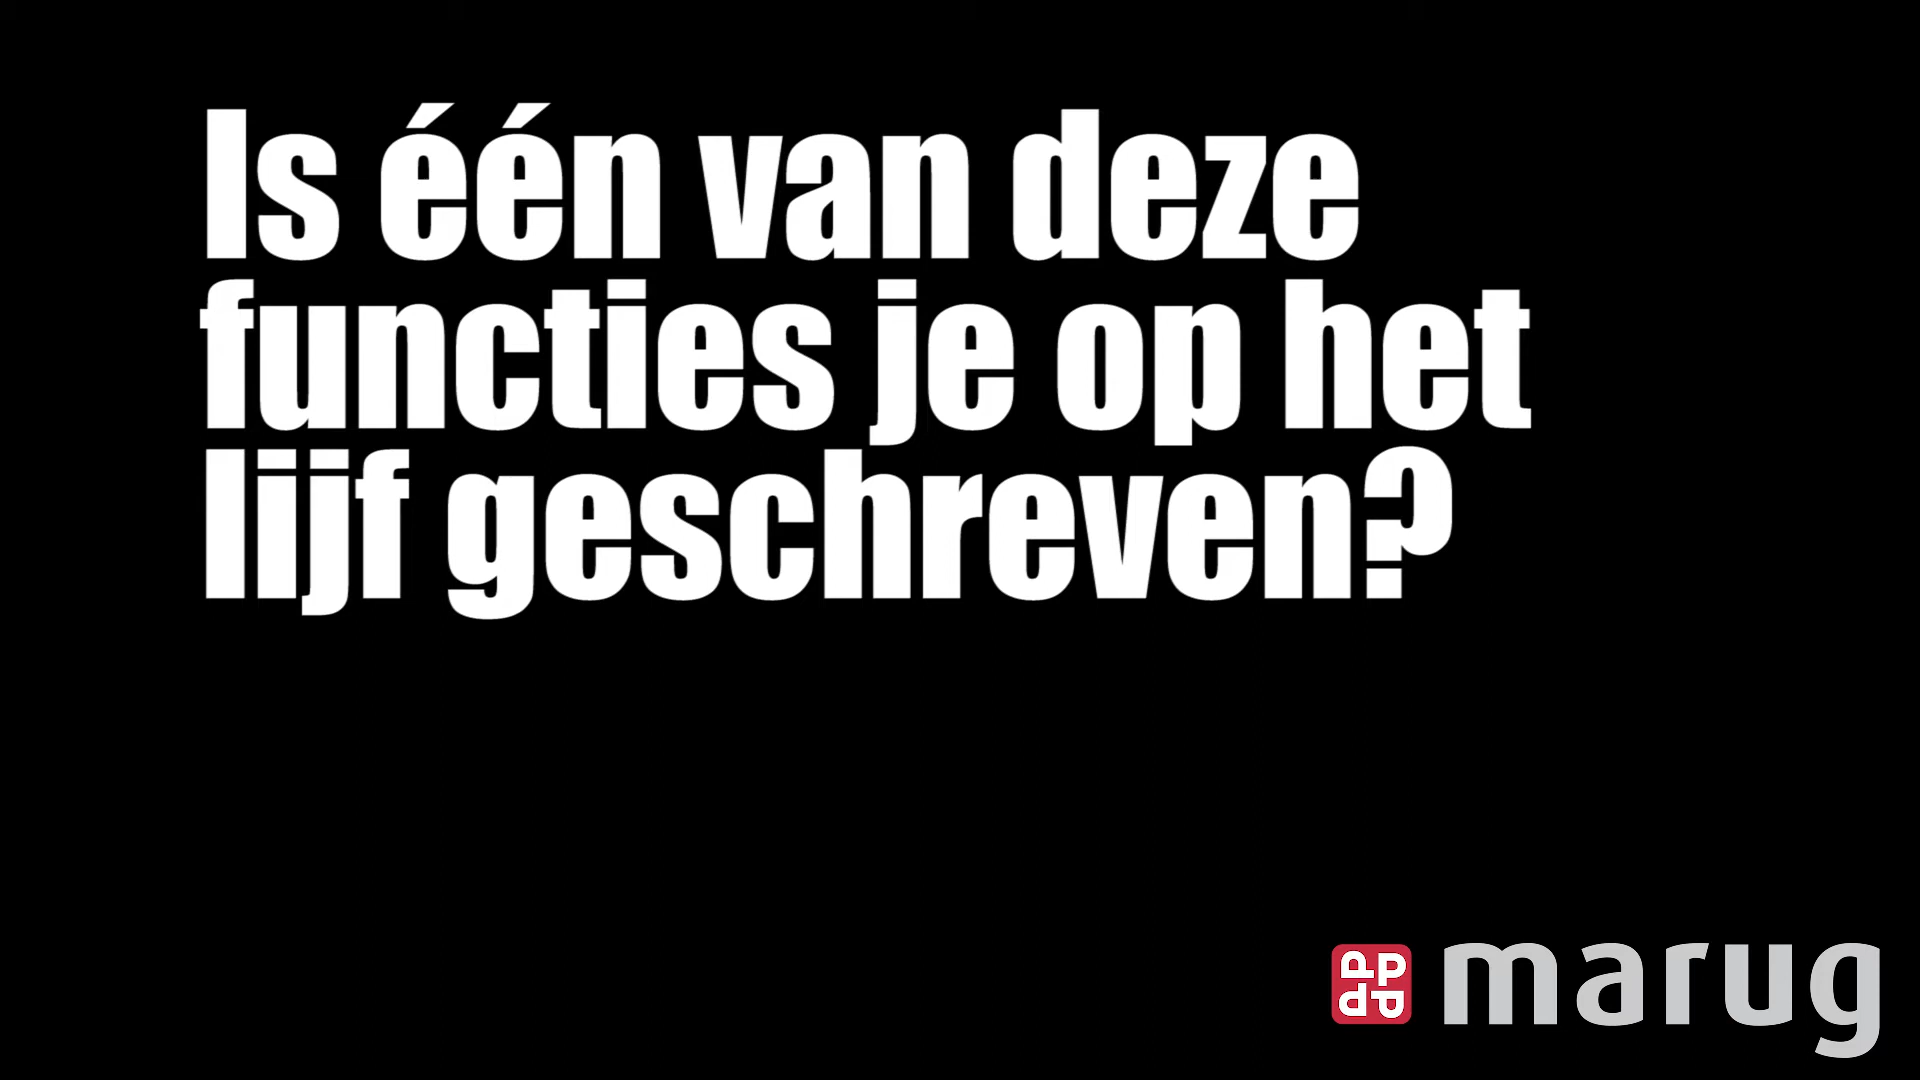 Is één van deze
functies je op het
lijf geschreven?
marug